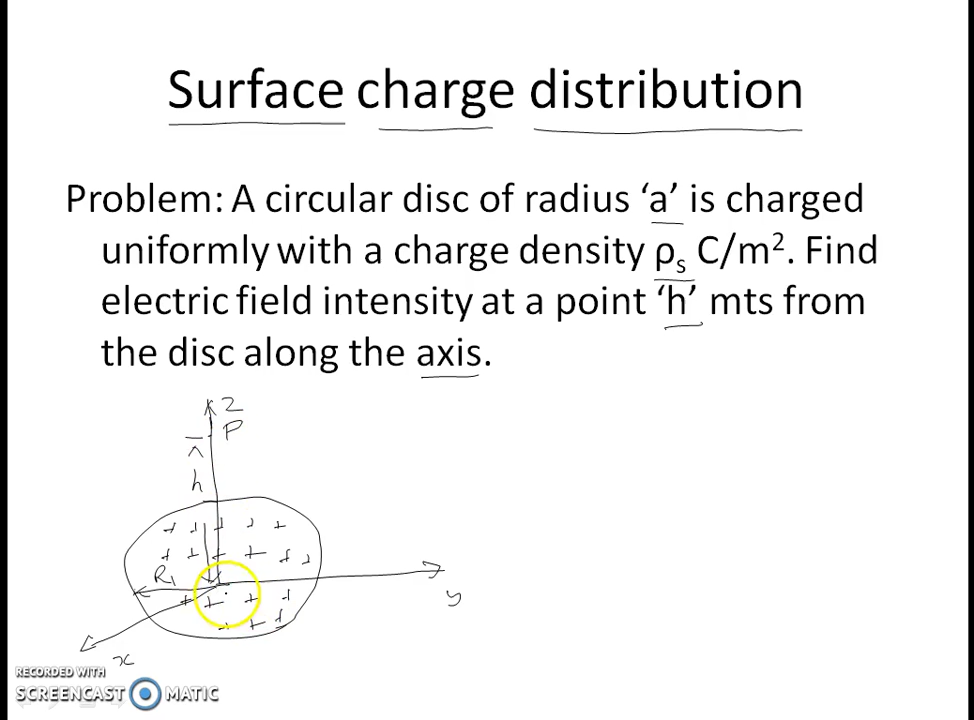 Surface charge distribution
Problem: A circular disc of radius ‘a’ is charged
uniformly with a charge density ρₛ C/m². Find
electric field intensity at a point ‘h’ mts from
the disc along the axis.
z
P
h
R₁
y
x
RECORDED WITH
SCREENCAST MATIC